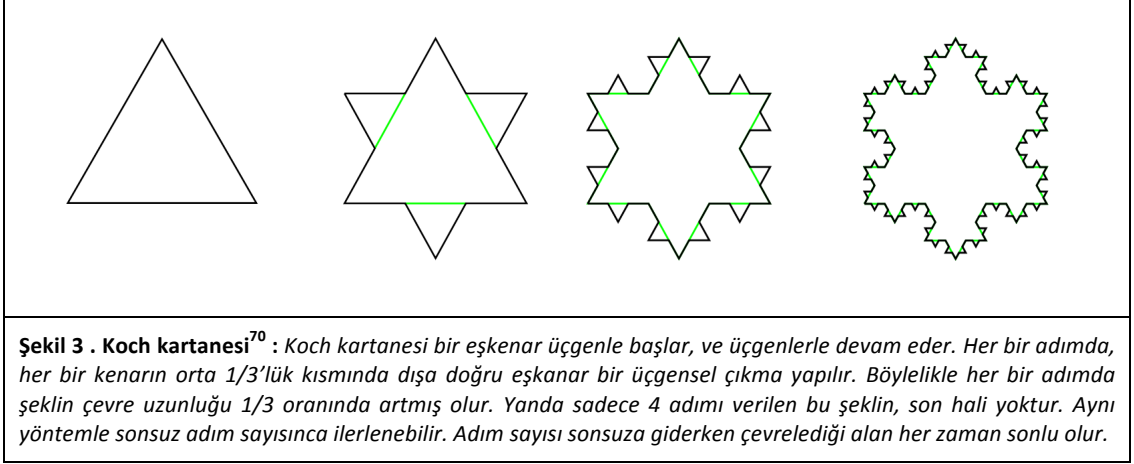 Şekil 3 . Koch kartanesi70 : Koch kartanesi bir eşkenar üçgenle başlar, ve üçgenlerle devam eder. Her bir adımda,
her bir kenarın orta 1/3’lük kısmında dışa doğru eşkanar bir üçgensel çıkma yapılır. Böylelikle her bir adımda
şeklin çevre uzunluğu 1/3 oranında artmış olur. Yanda sadece 4 adımı verilen bu şeklin, son hali yoktur. Aynı
yöntemle sonsuz adım sayısınca ilerlenebilir. Adım sayısı sonsuza giderken çevrelediği alan her zaman sonlu olur.